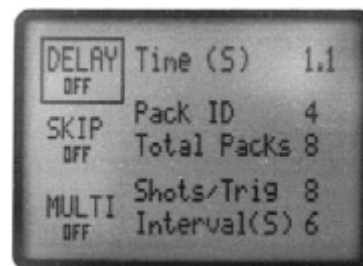 DELAY Time (S) 1.1
OFF
Pack ID 4
SKIP
OFF Total Packs 8
Shots/Trig 8
MULTI
OFF Interval(S) 6